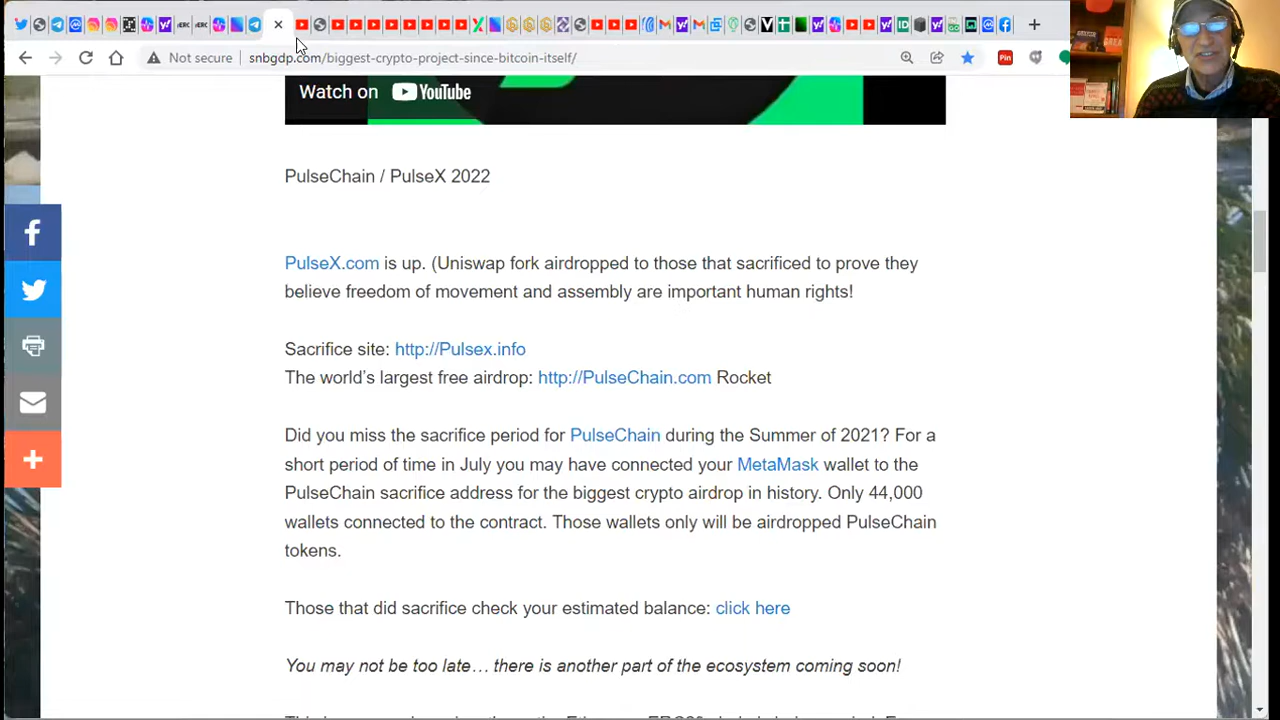 Not secure
snbgdp.com/biggest-crypto-project-since-bitcoin-itself/
Pin
Watch on YouTube
PulseChain / PulseX 2022
PulseX.com is up. (Uniswap fork airdropped to those that sacrificed to prove they
believe freedom of movement and assembly are important human rights!
Sacrifice site: http://Pulsex.info
The world's largest free airdrop: http://PulseChain.com Rocket
Did you miss the sacrifice period for PulseChain during the Summer of 2021? For a
short period of time in July you may have connected your MetaMask wallet to the
PulseChain sacrifice address for the biggest crypto airdrop in history. Only 44,000
wallets connected to the contract. Those wallets only will be airdropped PulseChain
tokens.
Those that did sacrifice check your estimated balance: click here
You may not be too late… there is another part of the ecosystem coming soon!